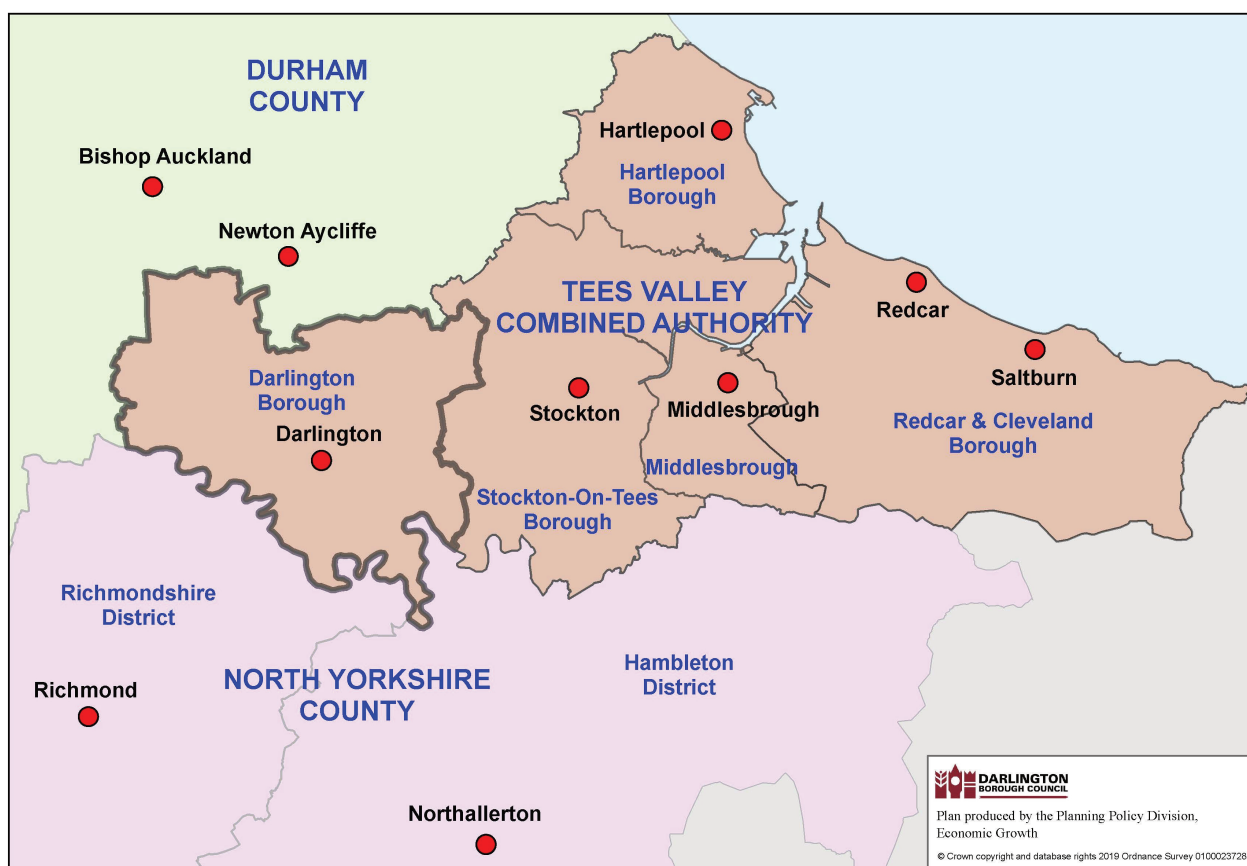 DURHAM
COUNTY
Bishop Auckland
Newton Aycliffe
Hartlepool
Hartlepool
Borough
TEES VALLEY
COMBINED AUTHORITY
Redcar
Saltburn
Darlington
Borough
Darlington
Stockton
Middlesbrough
Redcar & Cleveland
Borough
Middlesbrough
Stockton-On-Tees
Borough
Richmondshire
District
Richmond
NORTH YORKSHIRE
COUNTY
Hambleton
District
Northallerton
DARLINGTON
BOROUGH COUNCIL
Plan produced by the Planning Policy Division,
Economic Growth
© Crown copyright and database rights 2019 Ordnance Survey 0100023728